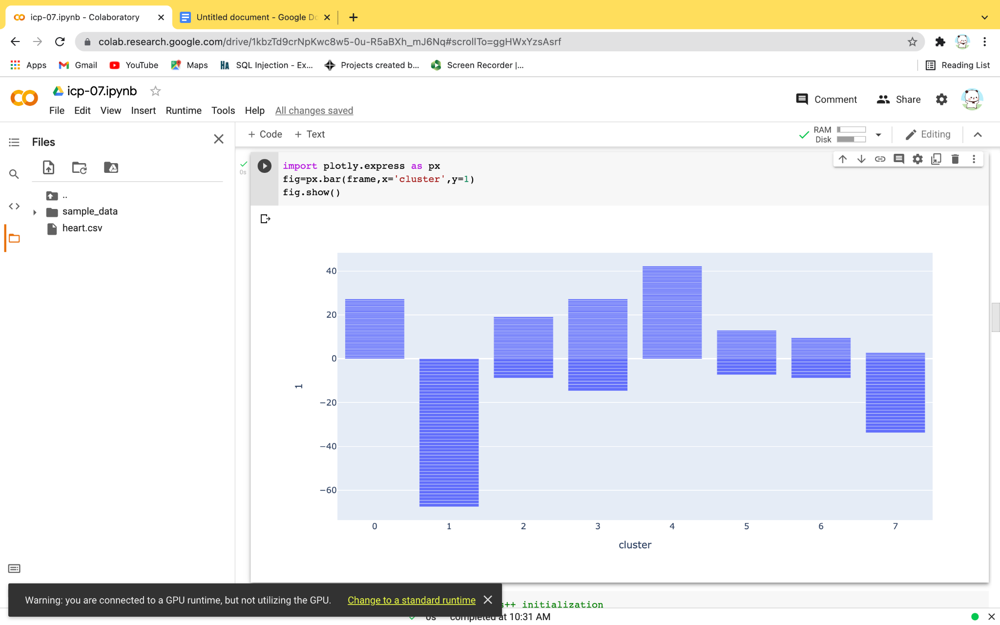 icp-07.ipynb - Colaboratory
Untitled document - Google Do
colab.research.google.com/drive/1kbzTd9crNpKwc8w5-0u-R5aBXh_mJ6Nq#scrollTo=ggHWxYzsAsrf
Apps Gmail YouTube Maps SQL Injection - Ex... Projects created b... Screen Recorder |... Reading List
icp-07.ipynb
File Edit View Insert Runtime Tools Help All changes saved
Comment Share
Files
+ Code + Text
RAM
Disk
Editing
..
sample_data
heart.csv
0s
import plotly.express as px
fig=px.bar(frame,x='cluster',y=1)
fig.show()
40
20
0
−20
−40
−60
1
0 1 2 3 4 5 6 7
cluster
Warning: you are connected to a GPU runtime, but not utilizing the GPU. Change to a standard runtime
s++ initialization
0s completed at 10:31 AM